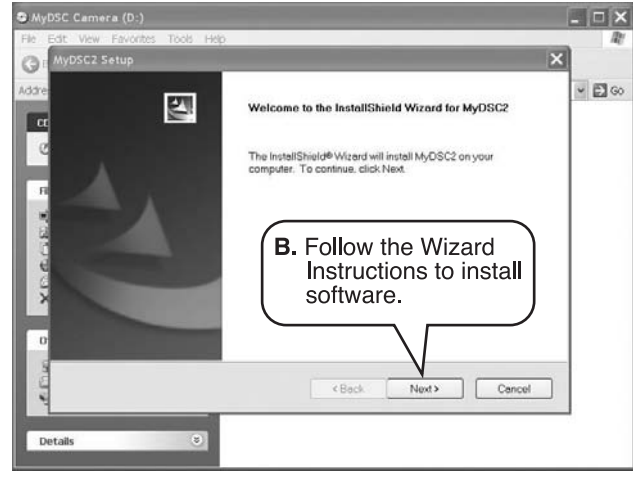 MyDSC Camera (D:)
File Edit View Favorites Tools Help
MyDSC2 Setup
Go
Welcome to the InstallShield Wizard for MyDSC2
The InstallShield® Wizard will install MyDSC2 on your
computer. To continue, click Next.
B. Follow the Wizard
Instructions to install
software.
< Back Next > Cancel
Details